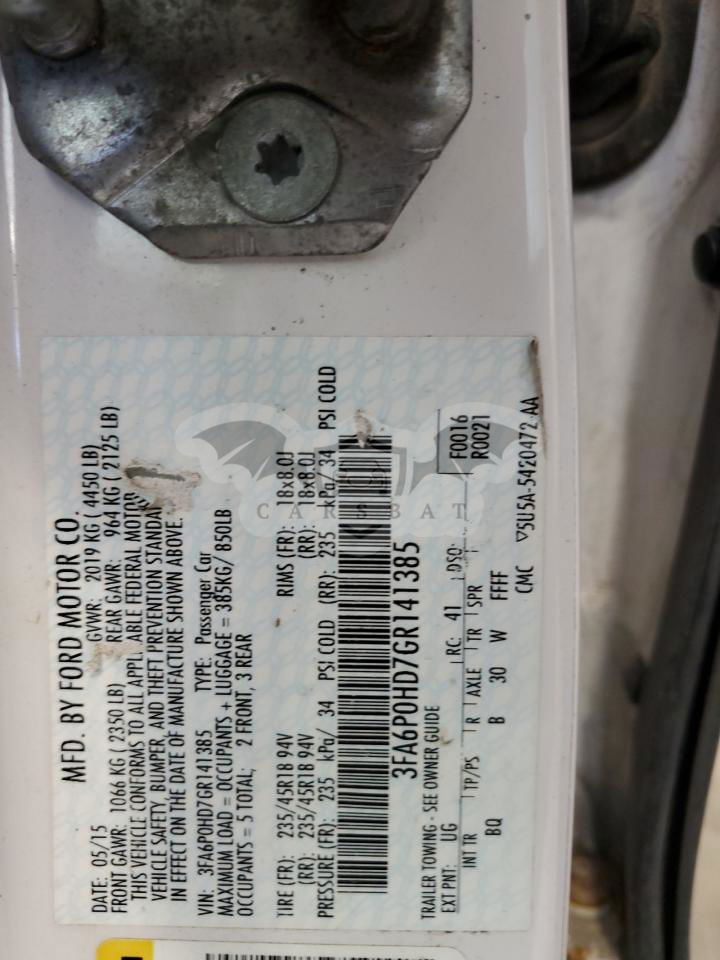 MFD. BY FORD MOTOR CO.
DATE: 05/15 GVWR: 2019 KG ( 4450 LB)
FRONT GAWR: 1066 KG ( 2350 LB) REAR GAWR: 964 KG ( 2125 LB)
THIS VEHICLE CONFORMS TO ALL APPL ABLE FEDERAL MOTOR
VEHICLE SAFETY, BUMPER, AND THEFT PREVENTION STANDA
IN EFFECT ON THE DATE OF MANUFACTURE SHOWN ABOVE.
VIN: 3FA6P0HD7GR141385 TYPE: Passenger Car
MAXIMUM LOAD = OCCUPANTS + LUGGAGE = 385KG/ 850LB
OCCUPANTS = 5 TOTAL; 2 FRONT, 3 REAR
TIRE (FR): 235/45R18 94V RIMS (FR): 18x8.0J
(RR): 235/45R18 94V (RR): 18x8.0J
PRESSURE (FR): 235 kPa/ 34 PSI COLD (RR): 235 kPa/ 34 PSI COLD
3FA6P0HD7GR141385
TRAILER TOWING - SEE OWNER GUIDE F0016
EXT PNT: UG RC: 41 DSO: R0021
INT TR TP/PS R AXLE TR SPR
BQ B 30 W FFFF
CMC ▽5U5A-5420472-AA
CARSBAT